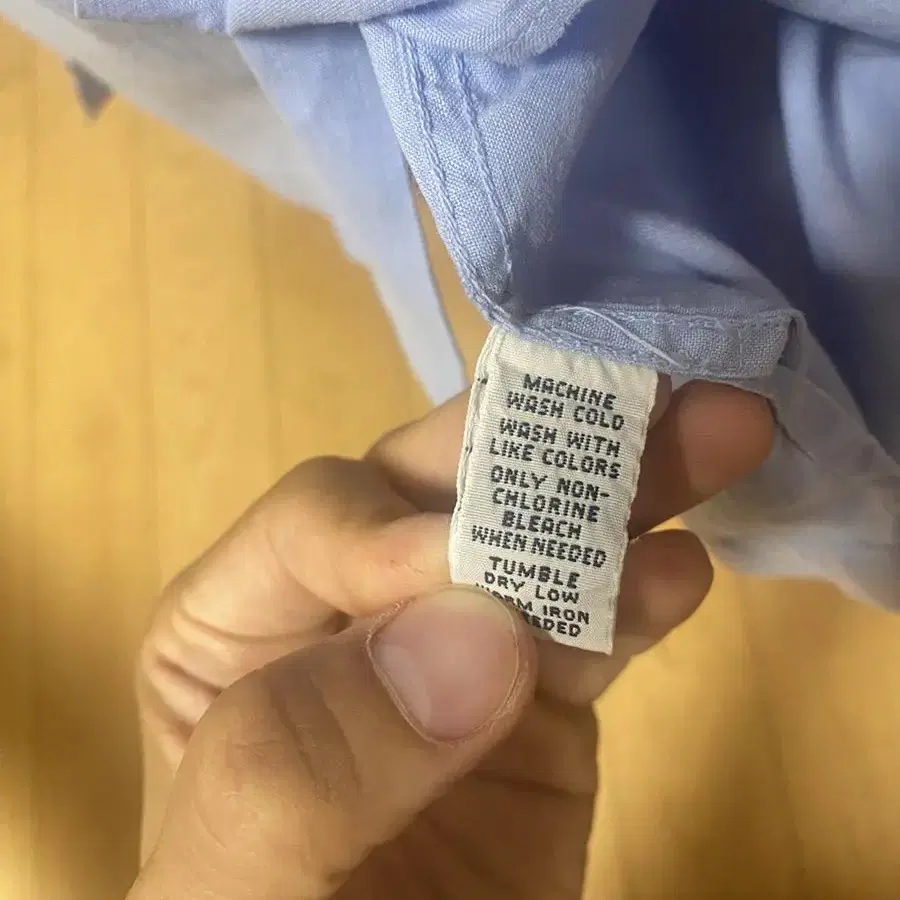 MACHINE
WASH COLD
WASH WITH
LIKE COLORS
ONLY NON-
CHLORINE
BLEACH
WHEN NEEDED
TUMBLE
DRY LOW
IRON